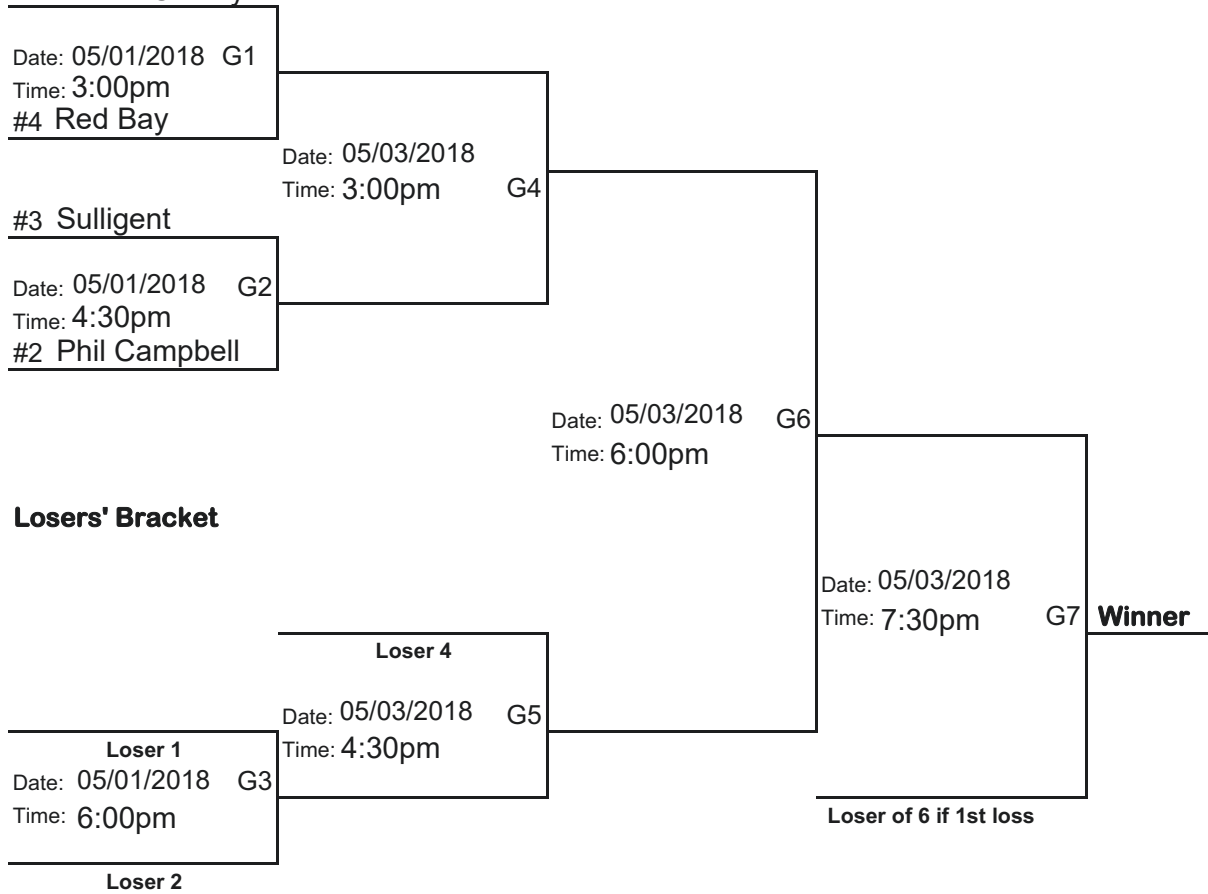 Date: 05/01/2018 G1
Time: 3:00pm
#4 Red Bay
Date: 05/03/2018
Time: 3:00pm G4
#3 Sulligent
Date: 05/01/2018 G2
Time: 4:30pm
#2 Phil Campbell
Date: 05/03/2018 G6
Time: 6:00pm
Losers' Bracket
Date: 05/03/2018
Time: 7:30pm G7 Winner
Loser 4
Date: 05/03/2018 G5
Time: 4:30pm
Loser 1
Date: 05/01/2018 G3
Time: 6:00pm
Loser of 6 if 1st loss
Loser 2